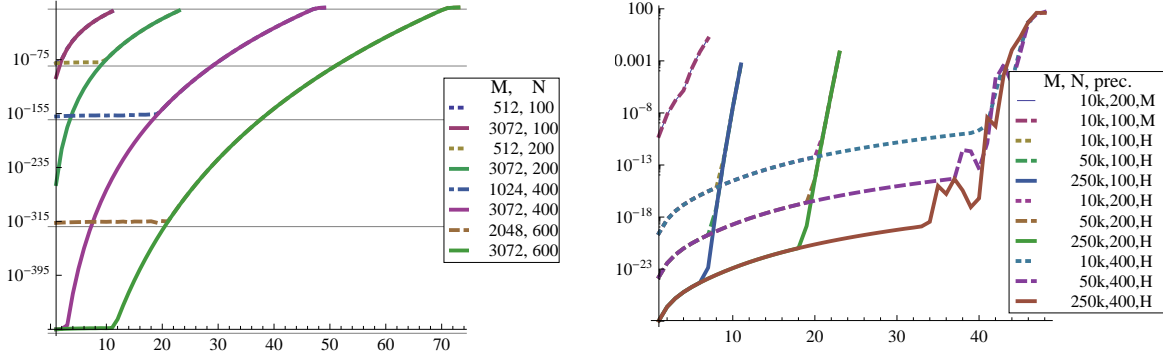 10^-75
10^-155
10^-235
10^-315
10^-395
10 20 30 40 50 60 70
M, N
512, 100
3072, 100
512, 200
3072, 200
1024, 400
3072, 400
2048, 600
3072, 600
100
0.001
10^-8
10^-13
10^-18
10^-23
10 20 30 40
M, N, prec.
10k,200,M
10k,100,M
10k,100,H
50k,100,H
250k,100,H
10k,200,H
50k,200,H
250k,200,H
10k,400,H
50k,400,H
250k,400,H